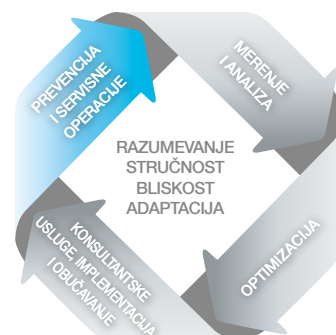 PREVENCIJA
I SERVISNE
OPERACIJE
MERENJE
I ANALIZA
RAZUMEVANJE
STRUČNOST
BLISKOST
ADAPTACIJA
OPTIMIZACIJA
KONSULTANTSKE
USLUGE, IMPLEMENTACIJA
I OBUČAVANJE